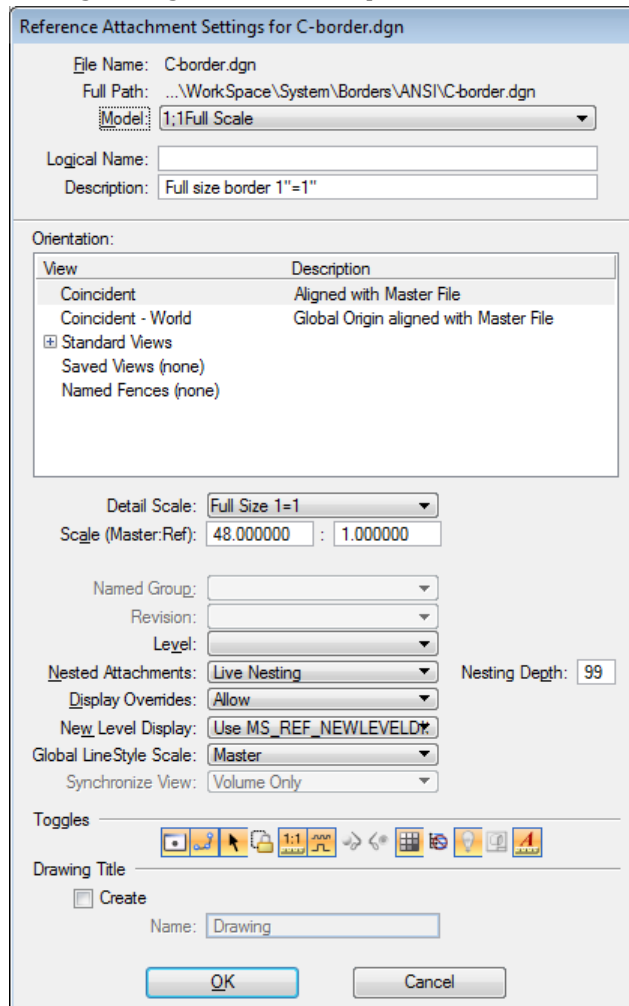 Reference Attachment Settings for C-border.dgn
File Name: C-border.dgn
Full Path: ...\WorkSpace\System\Borders\ANSI\C-border.dgn
Model: 1;1Full Scale
Logical Name:
Description: Full size border 1"=1"
Orientation:
View Description
Coincident Aligned with Master File
Coincident - World Global Origin aligned with Master File
Standard Views
Saved Views (none)
Named Fences (none)
Detail Scale: Full Size 1=1
Scale (Master:Ref): 48.000000 : 1.000000
Named Group:
Revision:
Level:
Nested Attachments: Live Nesting Nesting Depth: 99
Display Overrides: Allow
New Level Display: Use MS_REF_NEWLEVELDI
Global LineStyle Scale: Master
Synchronize View: Volume Only
Toggles
1:1 A
Drawing Title
Create
Name: Drawing
OK Cancel